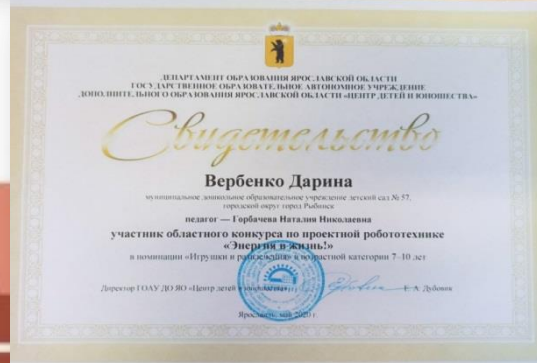 ДЕПАРТАМЕНТ ОБРАЗОВАНИЯ ЯРОСЛАВСКОЙ ОБЛАСТИ
ГОСУДАРСТВЕННОЕ ОБРАЗОВАТЕЛЬНОЕ АВТОНОМНОЕ УЧРЕЖДЕНИЕ
ДОПОЛНИТЕЛЬНОГО ОБРАЗОВАНИЯ ЯРОСЛАВСКОЙ ОБЛАСТИ «ЦЕНТР ДЕТЕЙ И ЮНОШЕСТВА»
Свидетельство
Вербенко Дарина
муниципальное дошкольное образовательное учреждение детский сад № 57,
городской округ город Рыбинск
педагог — Горбачева Наталия Николаевна
участник областного конкурса по проектной робототехнике
«Энергия и жизнь!»
в номинации «Игрушки и развлечения» в возрастной категории 7–10 лет
Директор ГОАУ ДО ЯО «Центр детей и юношества» Е. А. Дубовик
Ярославль, май 2020 г.